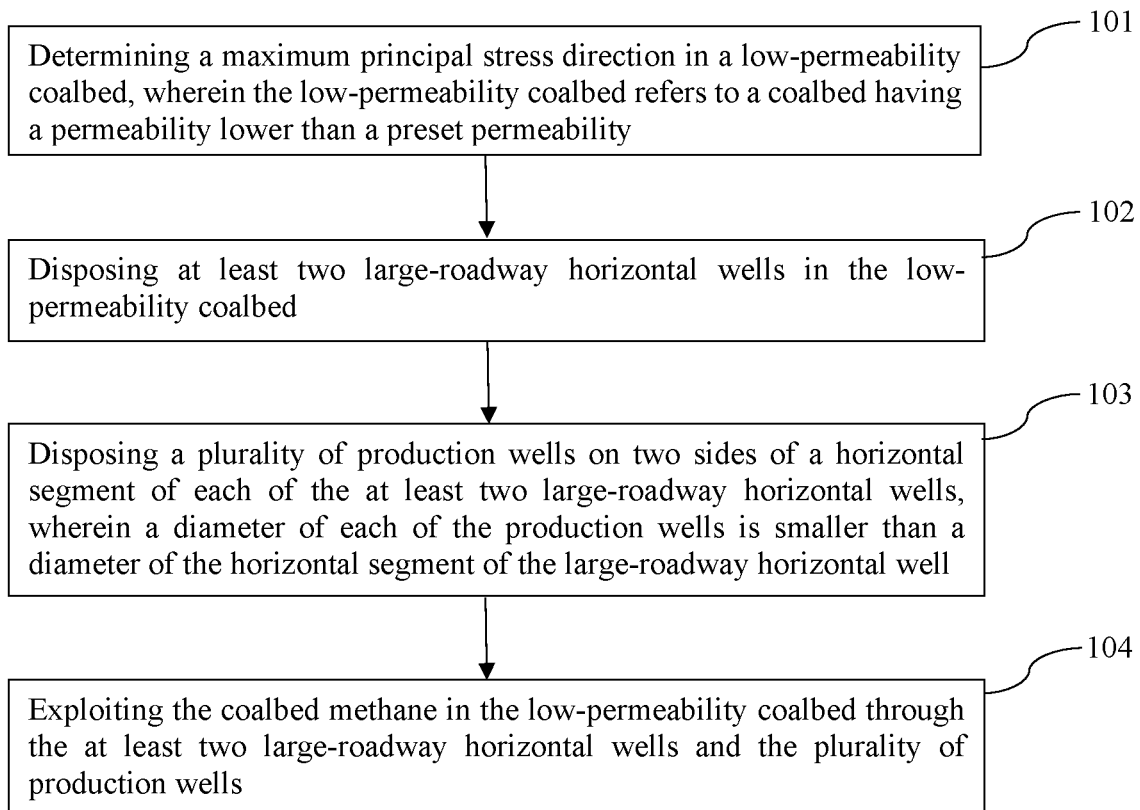 101
Determining a maximum principal stress direction in a low-permeability
coalbed, wherein the low-permeability coalbed refers to a coalbed having
a permeability lower than a preset permeability
102
Disposing at least two large-roadway horizontal wells in the low-
permeability coalbed
103
Disposing a plurality of production wells on two sides of a horizontal
segment of each of the at least two large-roadway horizontal wells,
wherein a diameter of each of the production wells is smaller than a
diameter of the horizontal segment of the large-roadway horizontal well
104
Exploiting the coalbed methane in the low-permeability coalbed through
the at least two large-roadway horizontal wells and the plurality of
production wells